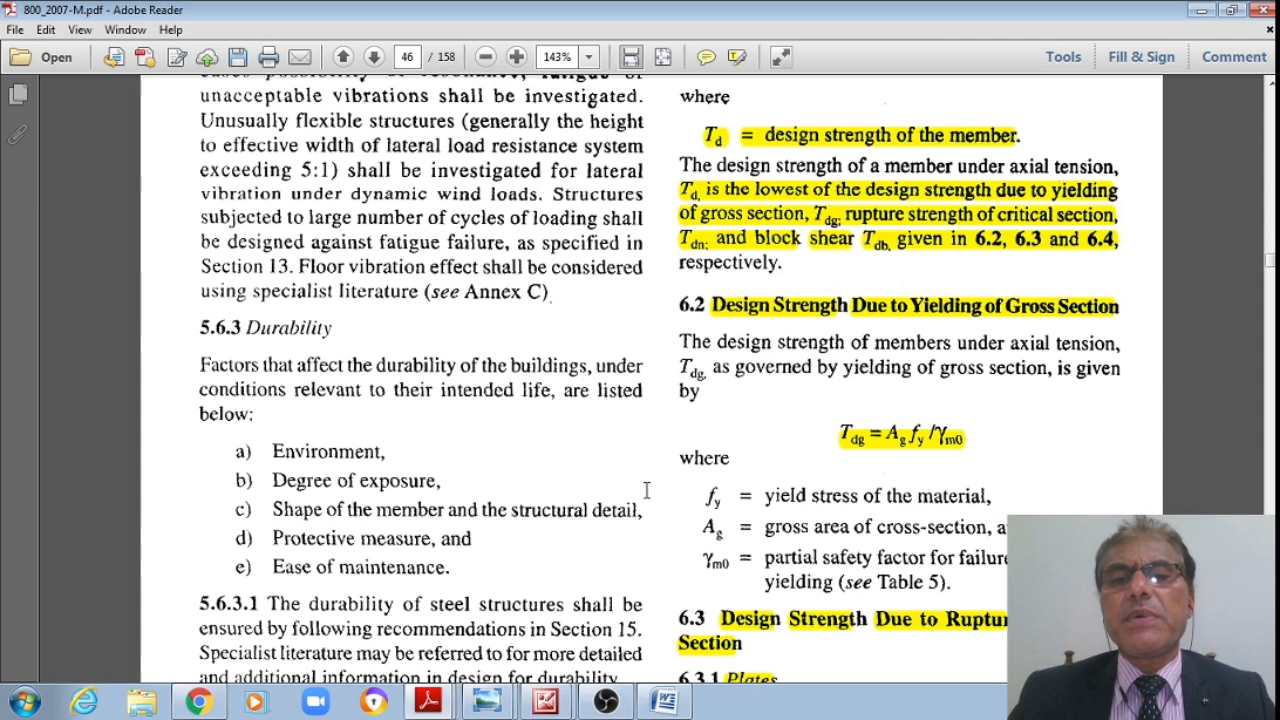 800_2007-M.pdf - Adobe Reader
File Edit View Window Help
Open 46 / 158 143% Tools Fill & Sign Comment
unacceptable vibrations shall be investigated.
Unusually flexible structures (generally the height
to effective width of lateral load resistance system
exceeding 5:1) shall be investigated for lateral
vibration under dynamic wind loads. Structures
subjected to large number of cycles of loading shall
be designed against fatigue failure, as specified in
Section 13. Floor vibration effect shall be considered
using specialist literature (see Annex C)
5.6.3 Durability
Factors that affect the durability of the buildings, under
conditions relevant to their intended life, are listed
below:
a) Environment,
b) Degree of exposure,
c) Shape of the member and the structural detail,
d) Protective measure, and
e) Ease of maintenance.
5.6.3.1 The durability of steel structures shall be
ensured by following recommendations in Section 15.
Specialist literature may be referred to for more detailed
and additional information in design for durability
where
Td = design strength of the member.
The design strength of a member under axial tension,
Td, is the lowest of the design strength due to yielding
of gross section, Tdg; rupture strength of critical section,
Tdn; and block shear Tdb, given in 6.2, 6.3 and 6.4,
respectively.
6.2 Design Strength Due to Yielding of Gross Section
The design strength of members under axial tension,
Tdg, as governed by yielding of gross section, is given
by
Tdg = Ag fy /γm0
where
fy = yield stress of the material,
Ag = gross area of cross-section, a
γm0 = partial safety factor for failure
yielding (see Table 5).
6.3 Design Strength Due to Ruptu
Section
6.3.1 Plates